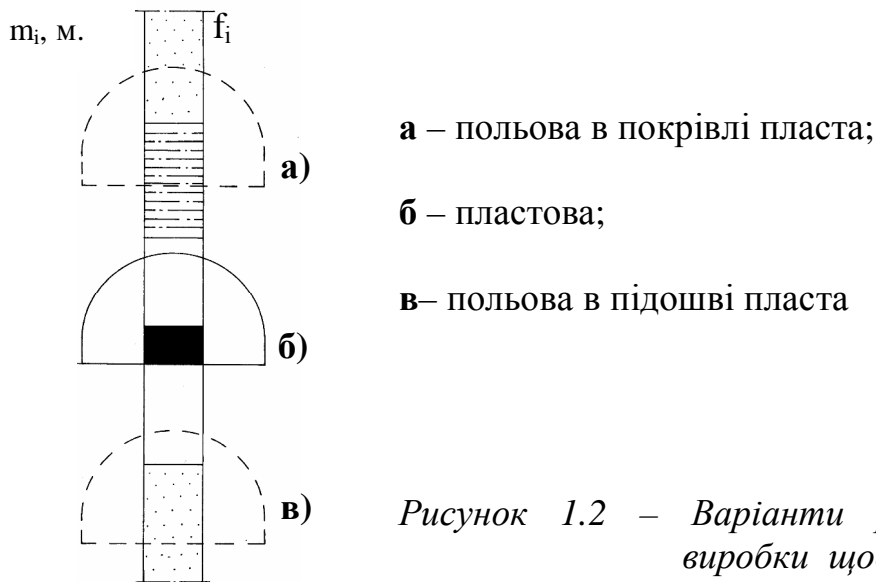 mᵢ, м.
fᵢ
а – польова в покрівлі пласта;
а)
б – пластова;
в– польова в підошві пласта
б)
в)
Рисунок 1.2 – Варіанти
виробки що